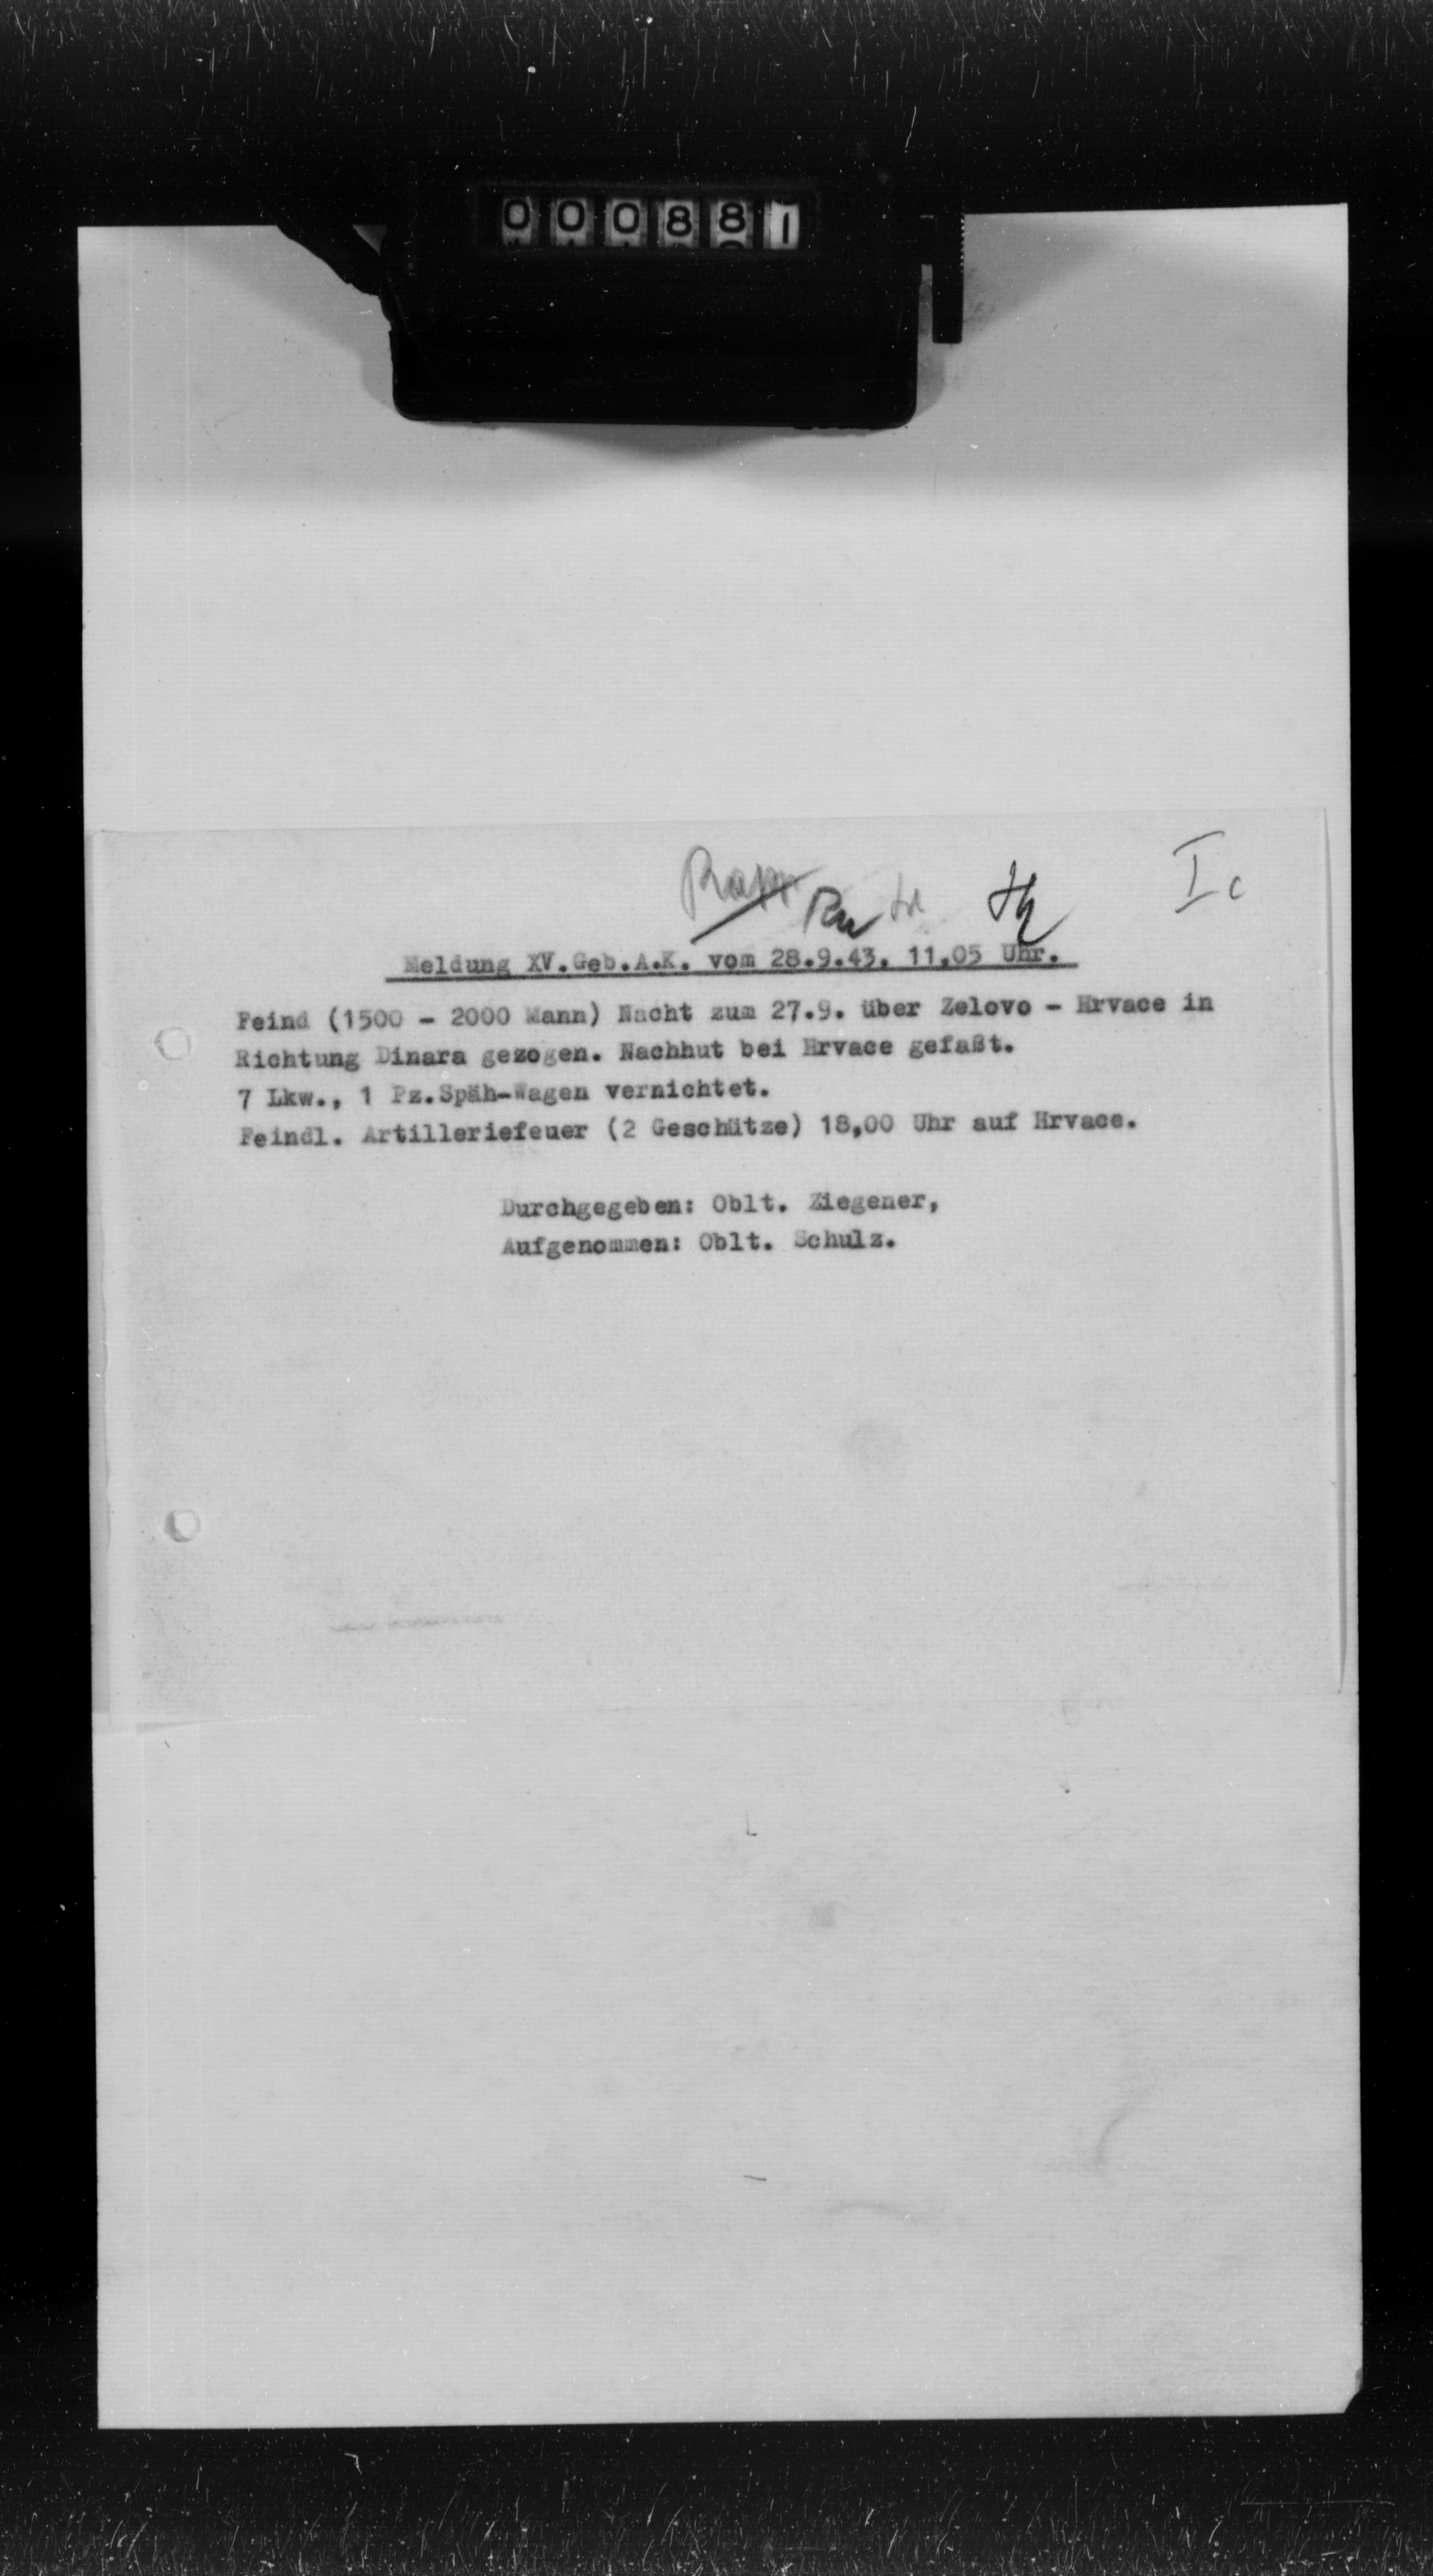 000881
Ic
Meldung XV.Geb.A.K. vom 28.9.43, 11,05 Uhr.
Feind (1500 - 2000 Mann) Nacht zum 27.9. über Zelovo - Hrvace in
Richtung Dinara gezogen. Nachhut bei Hrvace gefaßt.
7 Lkw., 1 Pz.Späh-Wagen vernichtet.
Feindl. Artilleriefeuer (2 Geschütze) 18,00 Uhr auf Hrvace.
Durchgegeben: Oblt. Ziegener,
Aufgenommen: Oblt. Schulz.